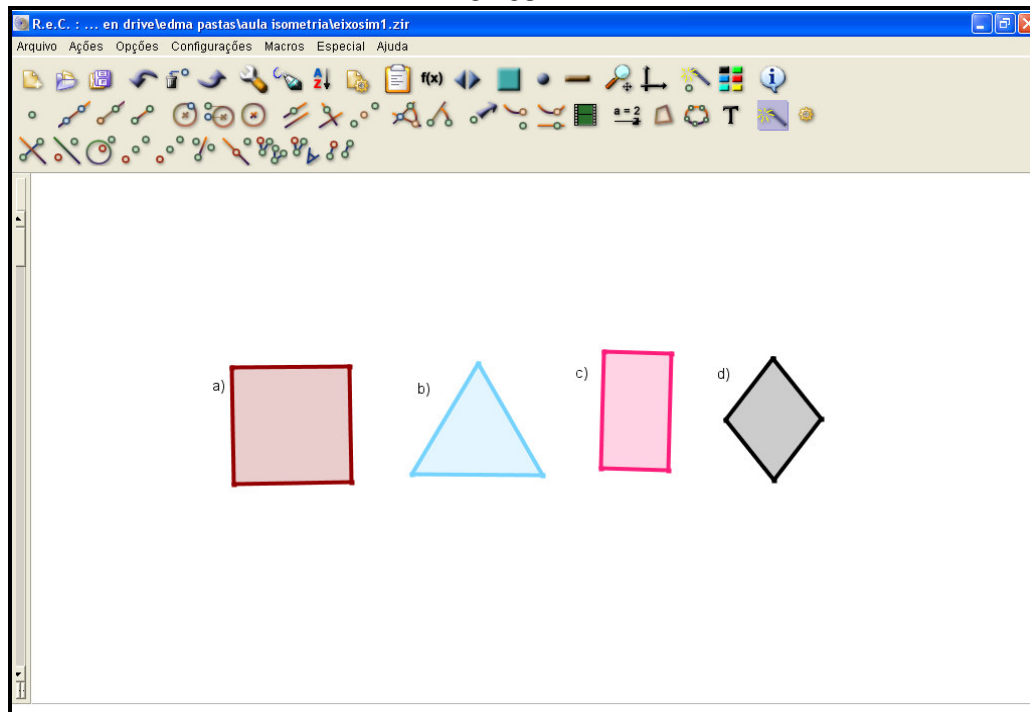 R.e.C. : ... en drive\edma pastas\aula isometria\eixosim1.zir
Arquivo Ações Opções Configurações Macros Especial Ajuda
A Z f(x)
a = 2 T
a) b) c) d)